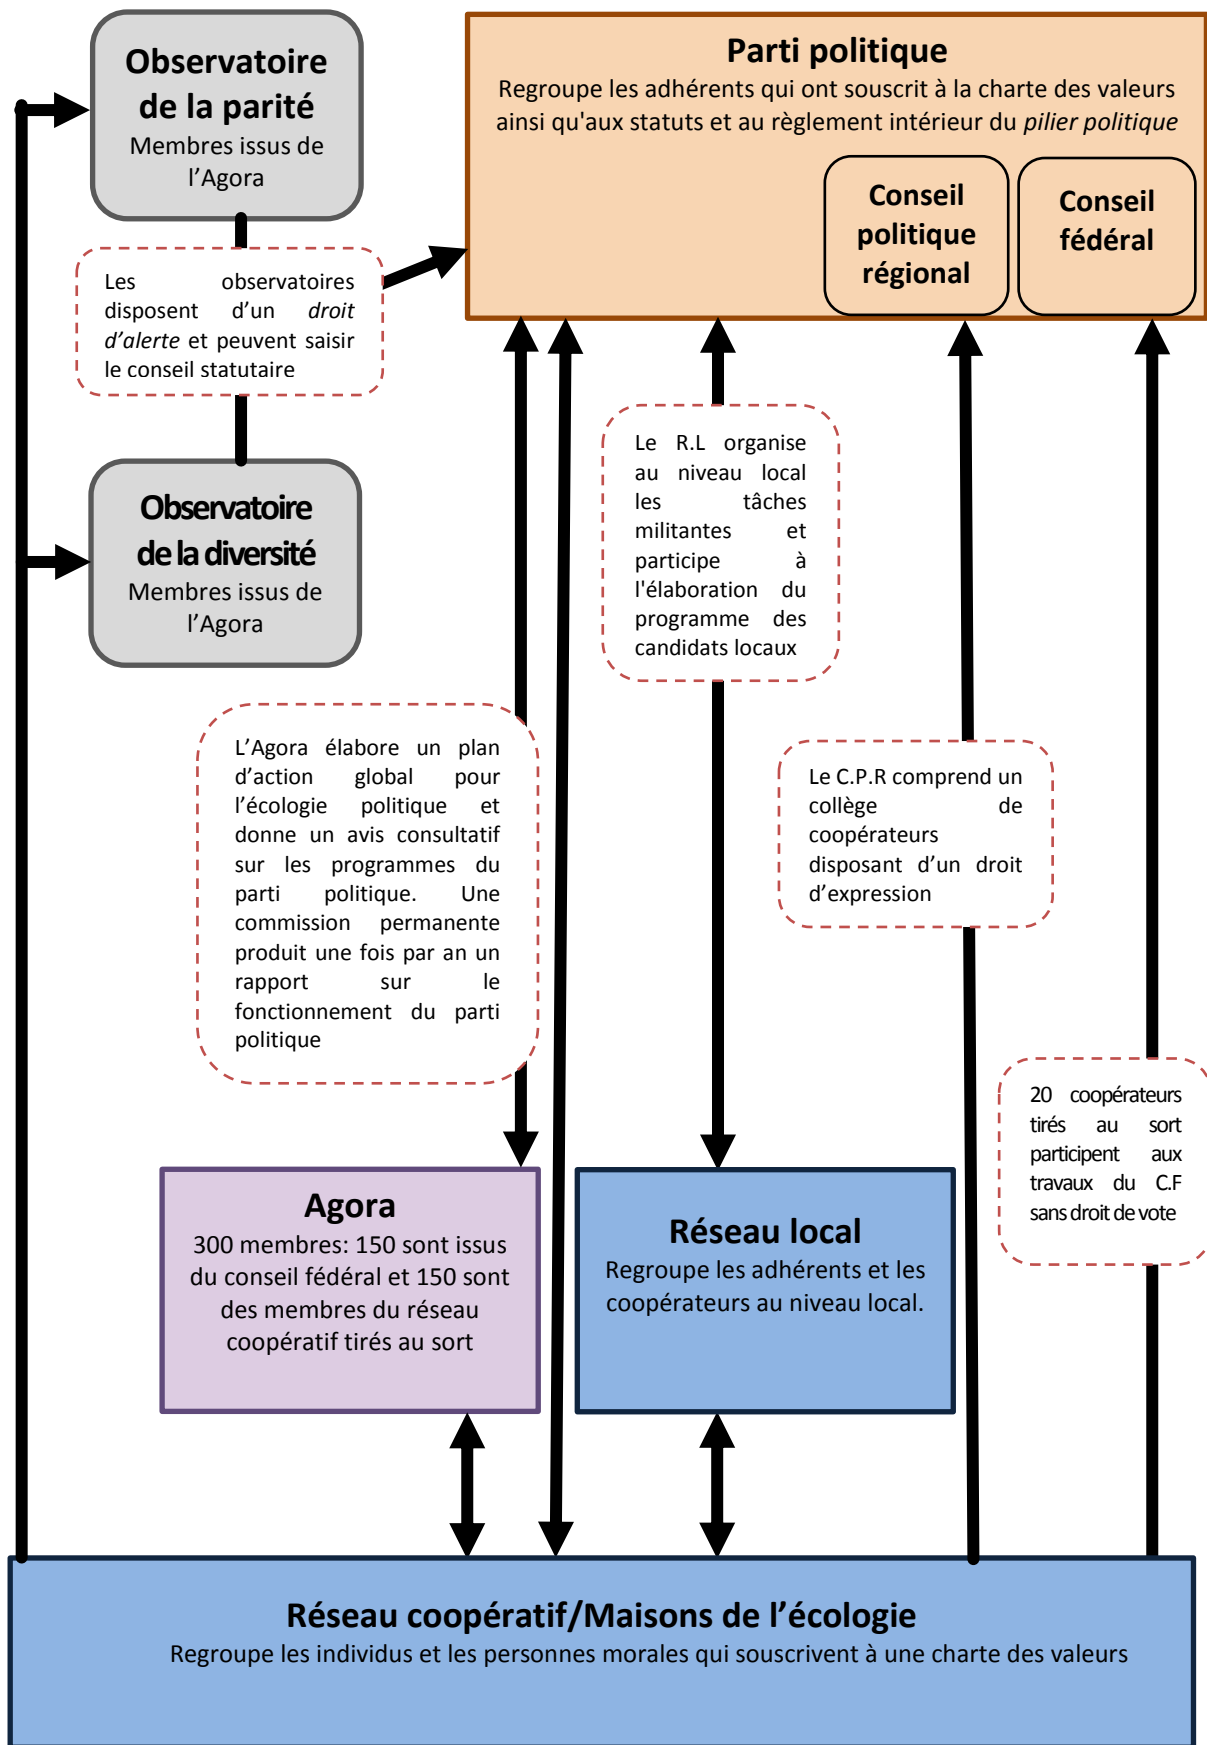 Observatoire
de la parité
Membres issus de
l’Agora
Parti politique
Regroupe les adhérents qui ont souscrit à la charte des valeurs
ainsi qu'aux statuts et au règlement intérieur du pilier politique
Conseil
politique
régional
Conseil
fédéral
Les observatoires
disposent d’un droit
d’alerte et peuvent saisir
le conseil statutaire
Observatoire
de la diversité
Membres issus de
l’Agora
Le R.L organise
au niveau local
les tâches
militantes et
participe à
l'élaboration du
programme des
candidats locaux
L’Agora élabore un plan
d’action global pour
l’écologie politique et
donne un avis consultatif
sur les programmes du
parti politique. Une
commission permanente
produit une fois par an un
rapport sur le
fonctionnement du parti
politique
Le C.P.R comprend un
collège de
coopérateurs
disposant d’un droit
d’expression
20 coopérateurs
tirés au sort
participent aux
travaux du C.F
sans droit de vote
Agora
300 membres: 150 sont issus
du conseil fédéral et 150 sont
des membres du réseau
coopératif tirés au sort
Réseau local
Regroupe les adhérents et les
coopérateurs au niveau local.
Réseau coopératif/Maisons de l’écologie
Regroupe les individus et les personnes morales qui souscrivent à une charte des valeurs